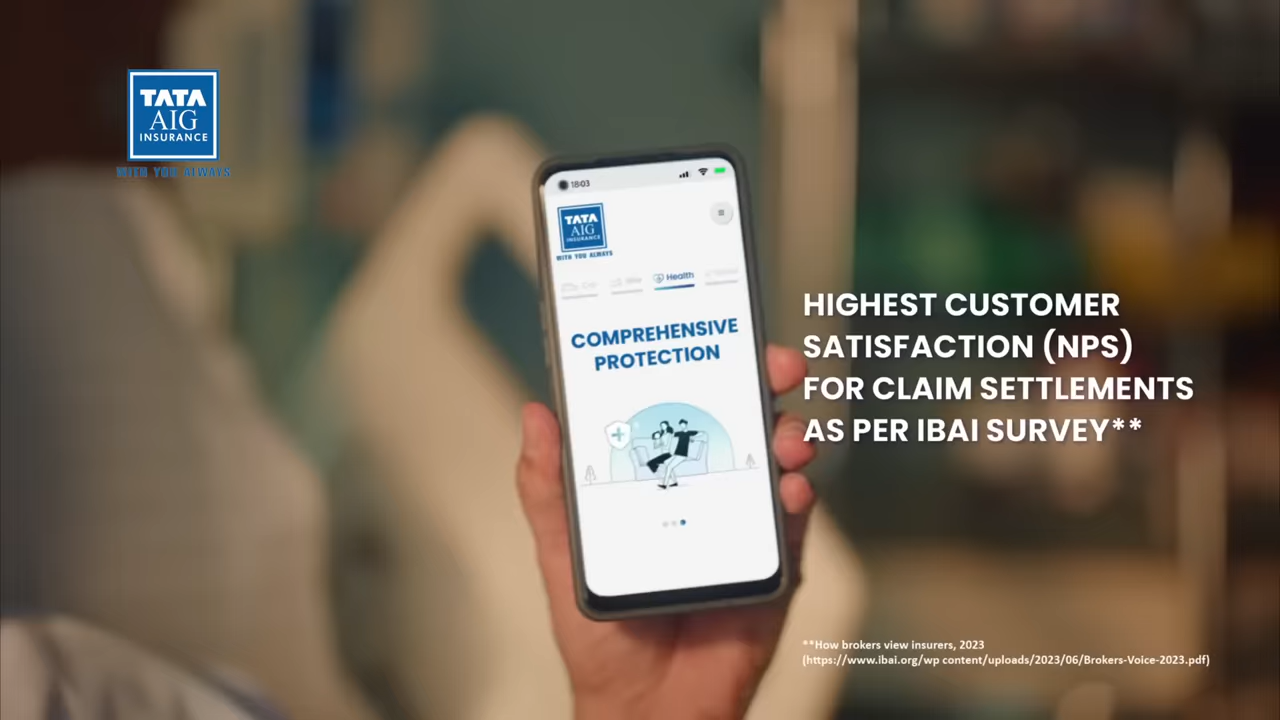 TATA
AIG
INSURANCE
WITH YOU ALWAYS
18:03
TATA
AIG
INSURANCE
WITH YOU ALWAYS
Health
COMPREHENSIVE
PROTECTION
HIGHEST CUSTOMER
SATISFACTION (NPS)
FOR CLAIM SETTLEMENTS
AS PER IBAI SURVEY**
**How brokers view insurers, 2023
(https://www.ibai.org/wp content/uploads/2023/06/Brokers-Voice-2023.pdf)